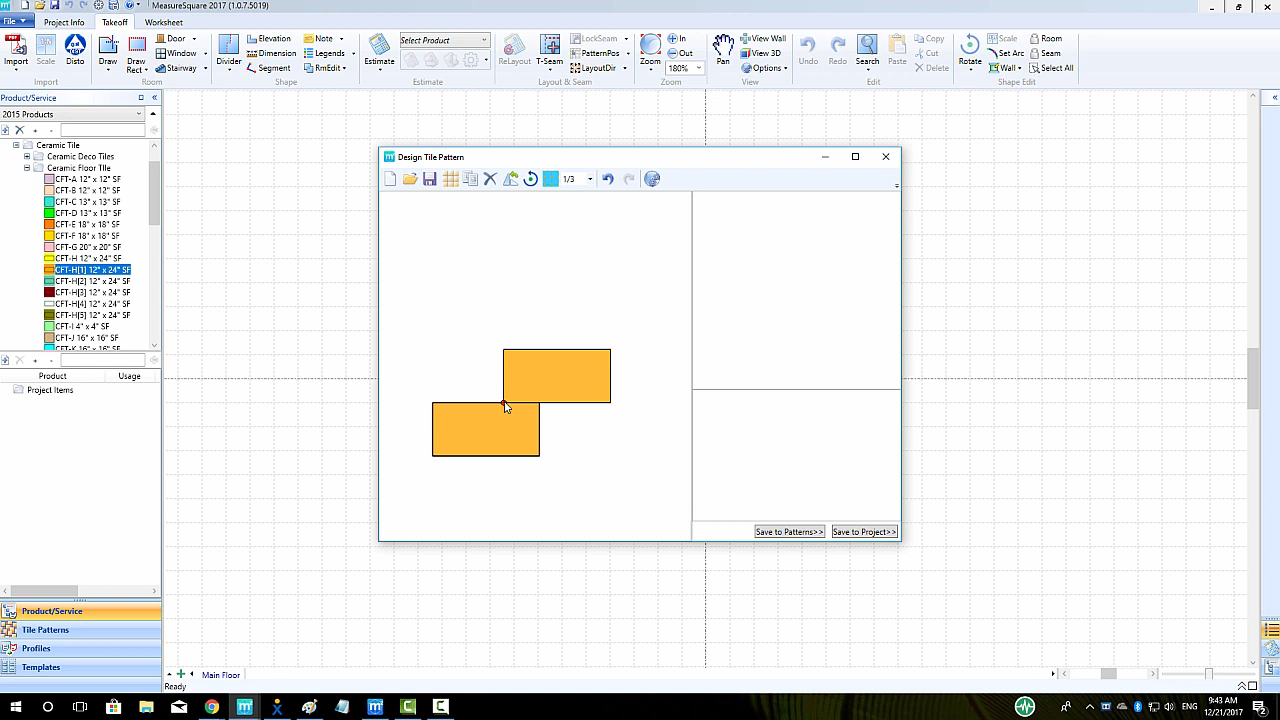 MeasureSquare 2017 (1.0.7.5019)
File Project Info Takeoff Worksheet
Import Scale Disto Draw Draw Rect Door Window Stairway Divider Elevation Dimension Segment Note Legends RmEdit Estimate Select Product ReLayout T-Seam LockSeam PatternPos LayoutDir Zoom In Out 180% Pan View Wall View 3D Options Undo Redo Search Paste Copy Cut Delete Rotate Scale Set Arc Wall Room Seam Select All
Import Room Shape Estimate Layout & Seam Zoom View Edit Shape Edit
Product/Service
2015 Products
Ceramic Tile
Ceramic Deco Tiles
Ceramic Floor Tile
CFT-A 12" x 12" SF
CFT-B 12" x 12" SF
CFT-C 13" x 13" SF
CFT-D 13" x 13" SF
CFT-E 18" x 18" SF
CFT-F 18" x 18" SF
CFT-G 20" x 20" SF
CFT-H 12" x 24" SF
CFT-H[1] 12" x 24" SF
CFT-H[2] 12" x 24" SF
CFT-H[3] 12" x 24" SF
CFT-H[4] 12" x 24" SF
CFT-H[5] 12" x 24" SF
CFT-I 4" x 4" SF
CFT-J 16" x 16" SF
CFT-K 16" x 16" SF
Product Usage
Project Items
Product/Service
Tile Patterns
Profiles
Templates
Design Tile Pattern
1/3
Save to Patterns>> Save to Project>>
Main Floor
Ready
ENG
9:43 AM
12/21/2017